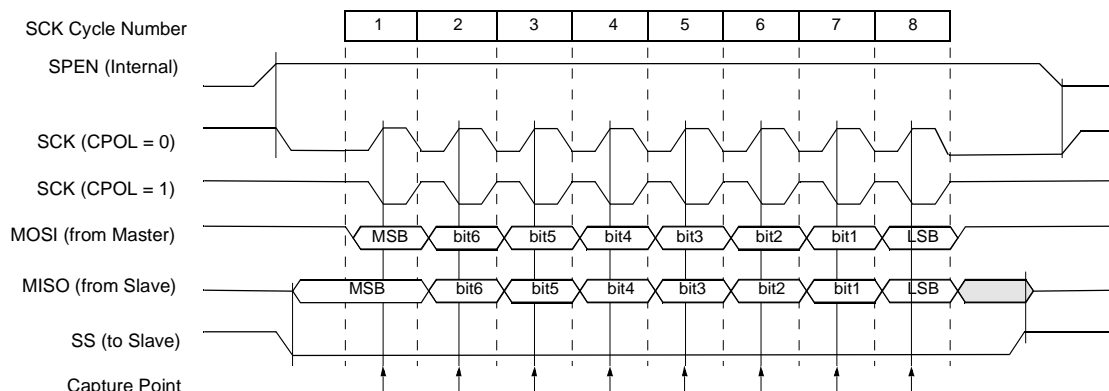 SCK Cycle Number 1 2 3 4 5 6 7 8
SPEN (Internal)
SCK (CPOL = 0)
SCK (CPOL = 1)
MOSI (from Master) MSB bit6 bit5 bit4 bit3 bit2 bit1 LSB
MISO (from Slave) MSB bit6 bit5 bit4 bit3 bit2 bit1 LSB
SS (to Slave)
Capture Point